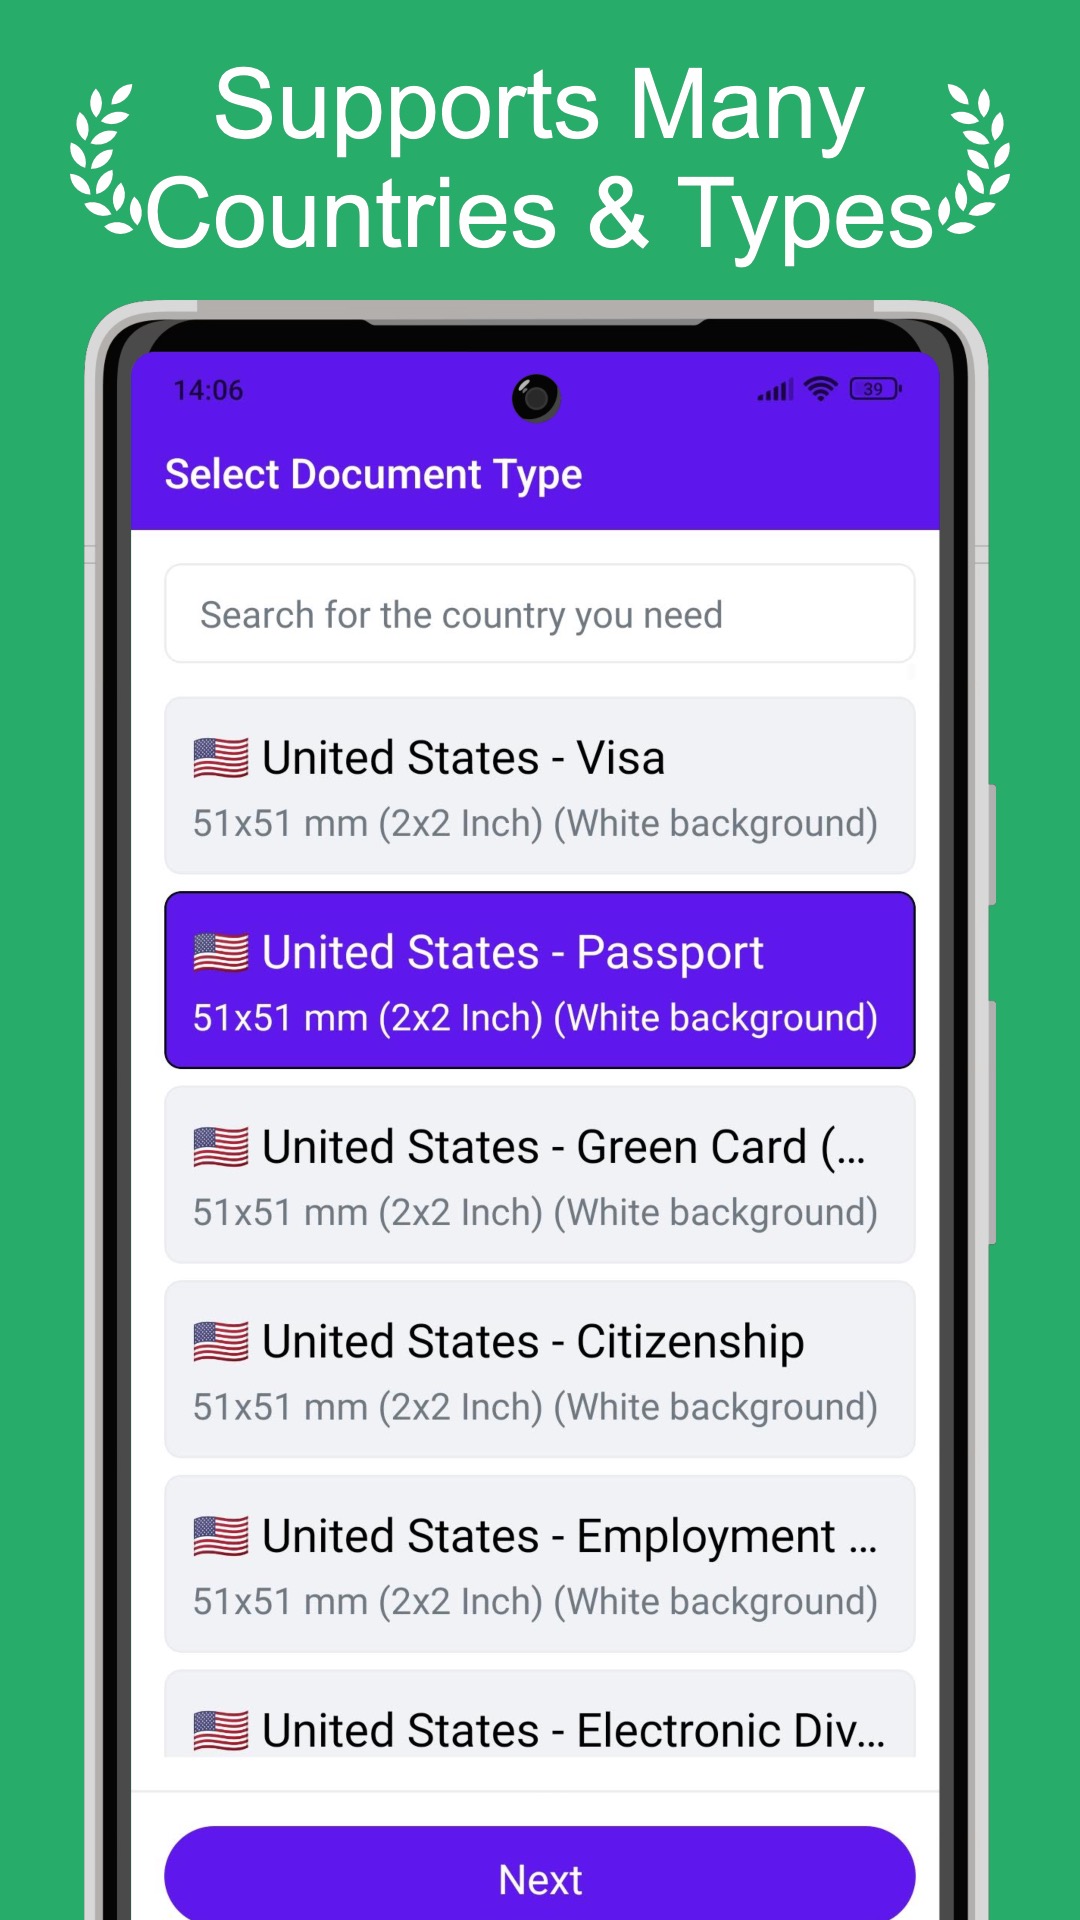 Supports Many
Countries & Types
14:06
39
Select Document Type
Search for the country you need
United States - Visa
51x51 mm (2x2 Inch) (White background)
United States - Passport
51x51 mm (2x2 Inch) (White background)
United States - Green Card (...
51x51 mm (2x2 Inch) (White background)
United States - Citizenship
51x51 mm (2x2 Inch) (White background)
United States - Employment ...
51x51 mm (2x2 Inch) (White background)
United States - Electronic Div...
Next